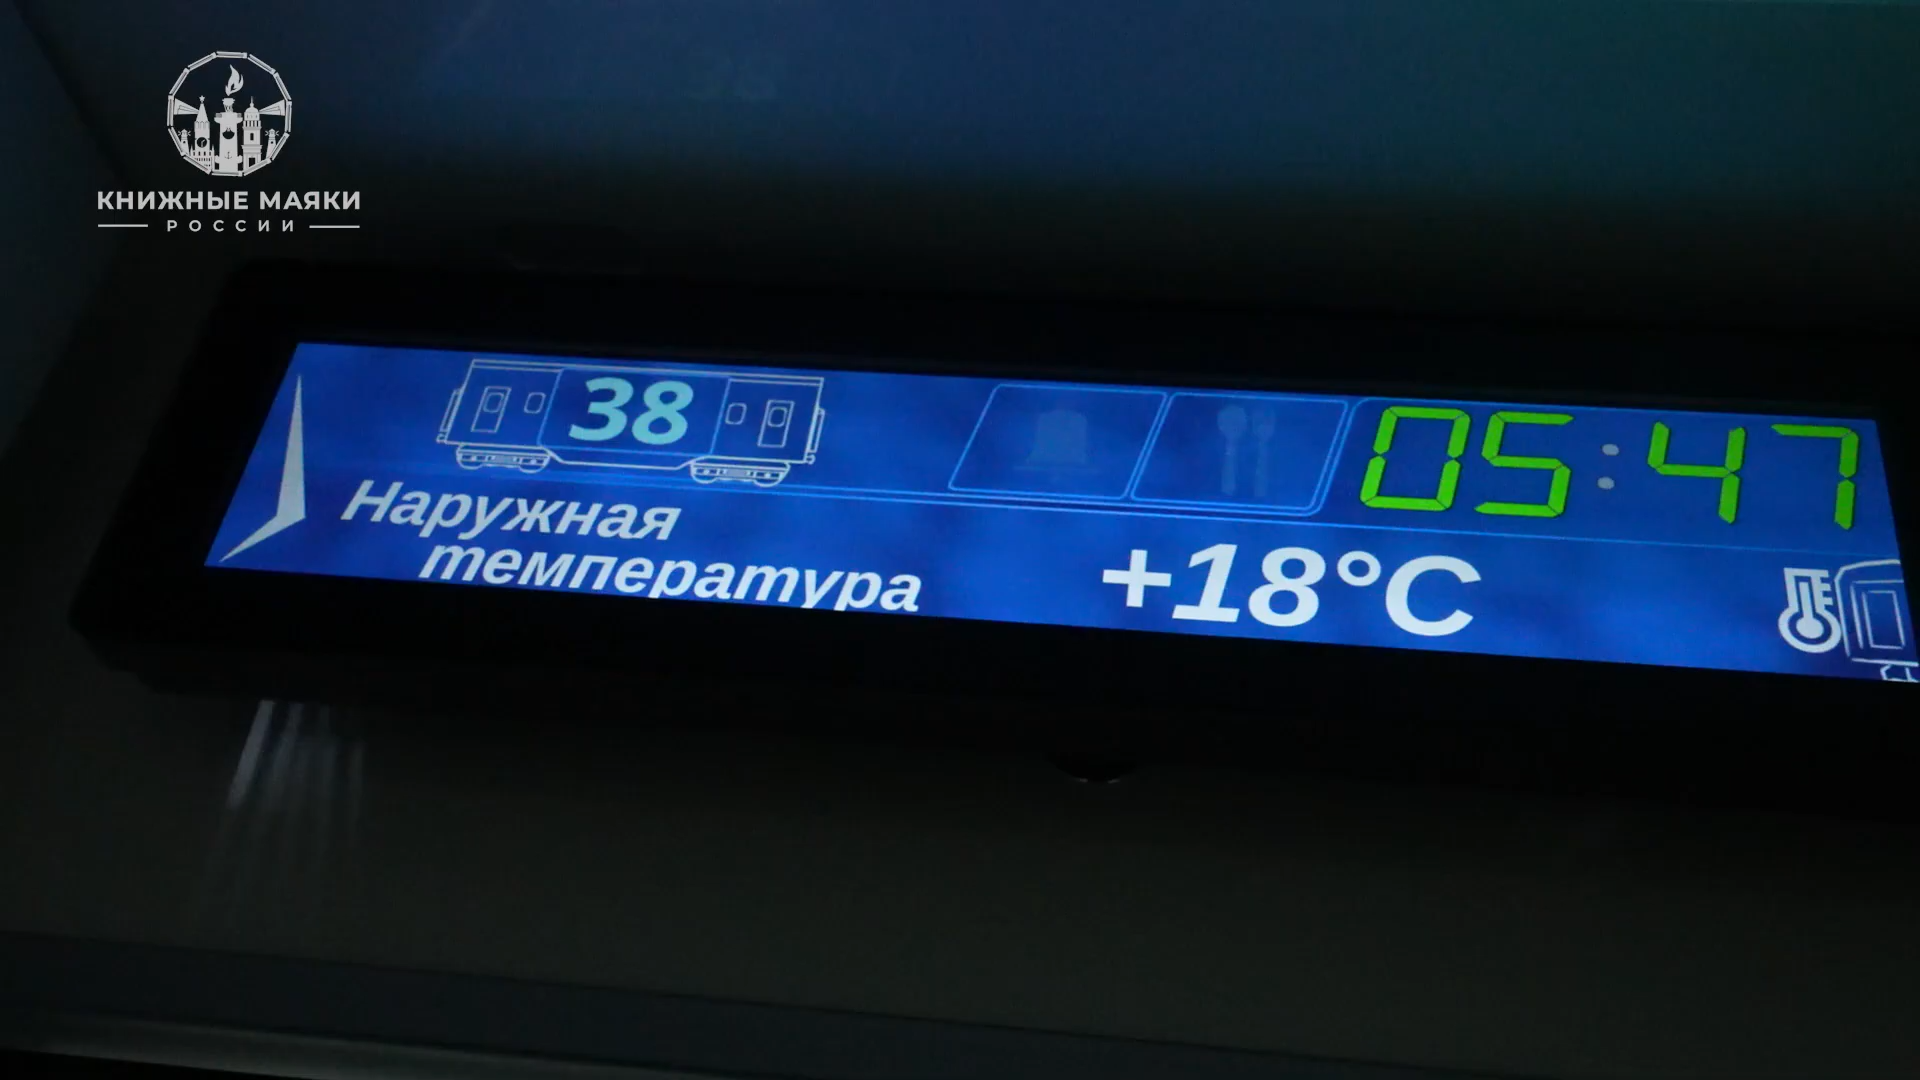 КНИЖНЫЕ МАЯКИ
РОССИИ
38
05:47
Наружная
температура
+18°C